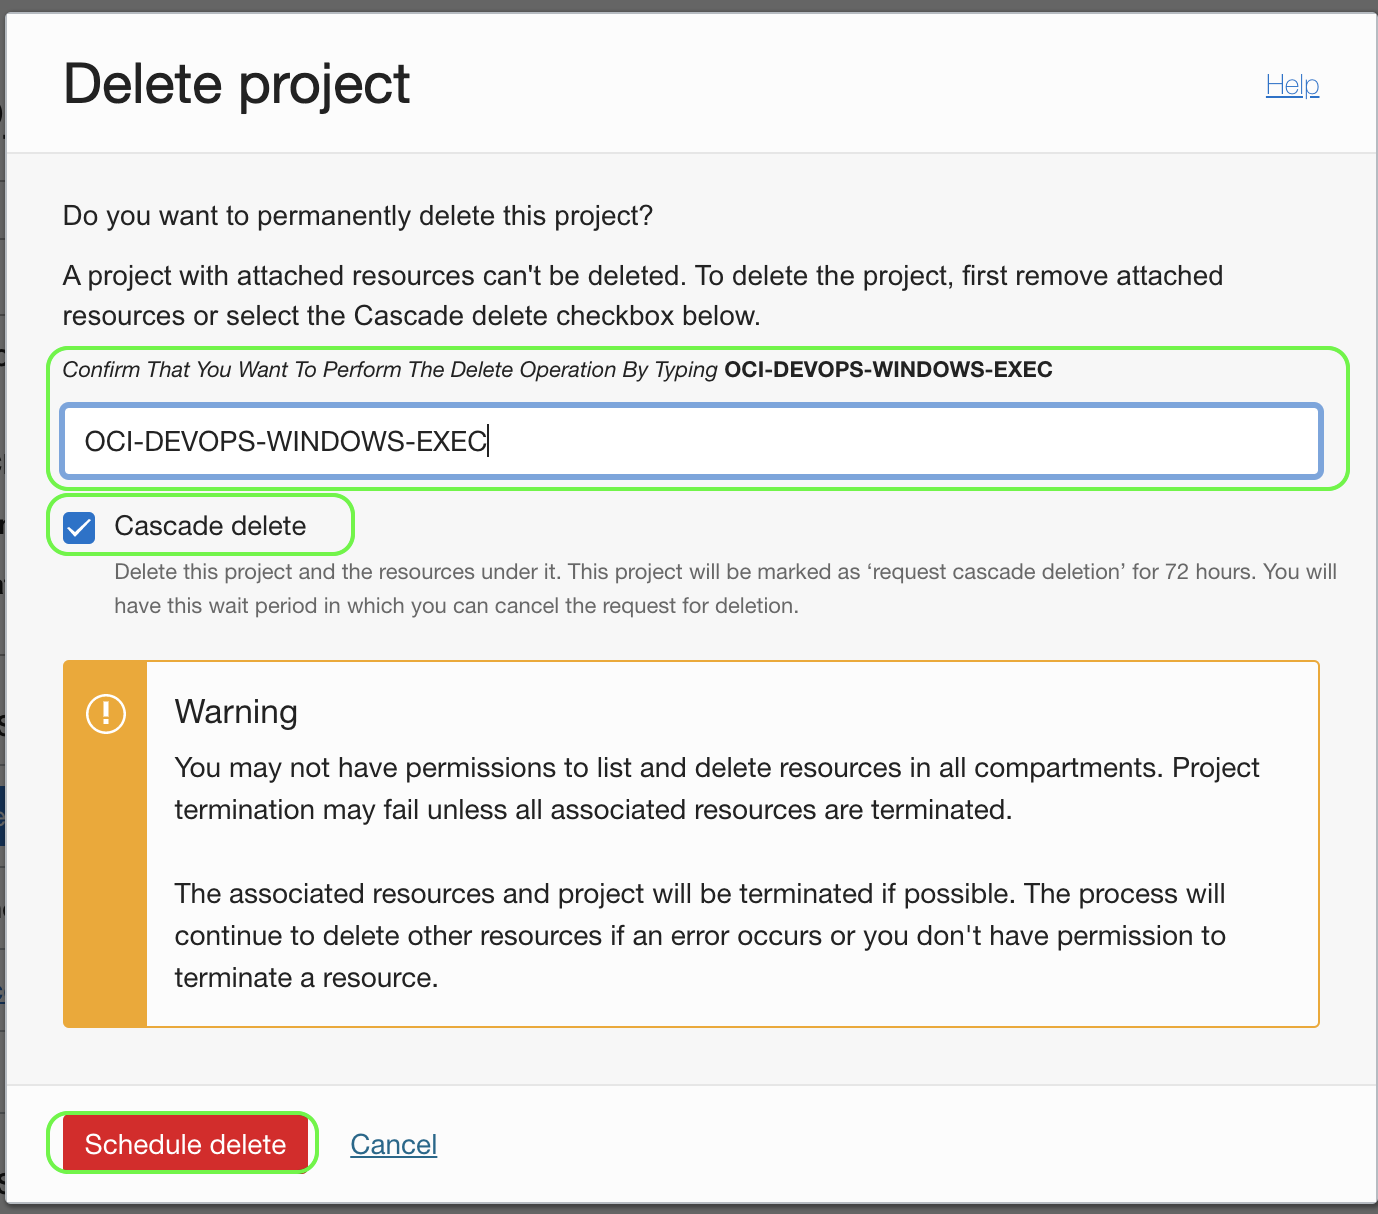 Delete project
Help
Do you want to permanently delete this project?
A project with attached resources can't be deleted. To delete the project, first remove attached
resources or select the Cascade delete checkbox below.
Confirm That You Want To Perform The Delete Operation By Typing OCI-DEVOPS-WINDOWS-EXEC
OCI-DEVOPS-WINDOWS-EXEC
Cascade delete
Delete this project and the resources under it. This project will be marked as ‘request cascade deletion’ for 72 hours. You will
have this wait period in which you can cancel the request for deletion.
Warning
You may not have permissions to list and delete resources in all compartments. Project
termination may fail unless all associated resources are terminated.
The associated resources and project will be terminated if possible. The process will
continue to delete other resources if an error occurs or you don't have permission to
terminate a resource.
Schedule delete
Cancel